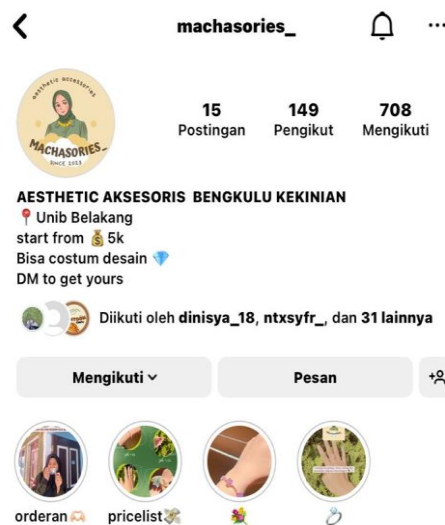 machasories_
aesthetic accessories
MACHASORIES_
SINCE 2023
15 149 708
Postingan Pengikut Mengikuti
AESTHETIC AKSESORIS BENGKULU KEKINIAN
📍 Unib Belakang
start from 💰 5k
Bisa costum desain 💎
DM to get yours
Diikuti oleh dinisya_18, ntxsyfr_, dan 31 lainnya
Mengikuti Pesan
orderan🫶🏻 pricelist💸 💐 💍